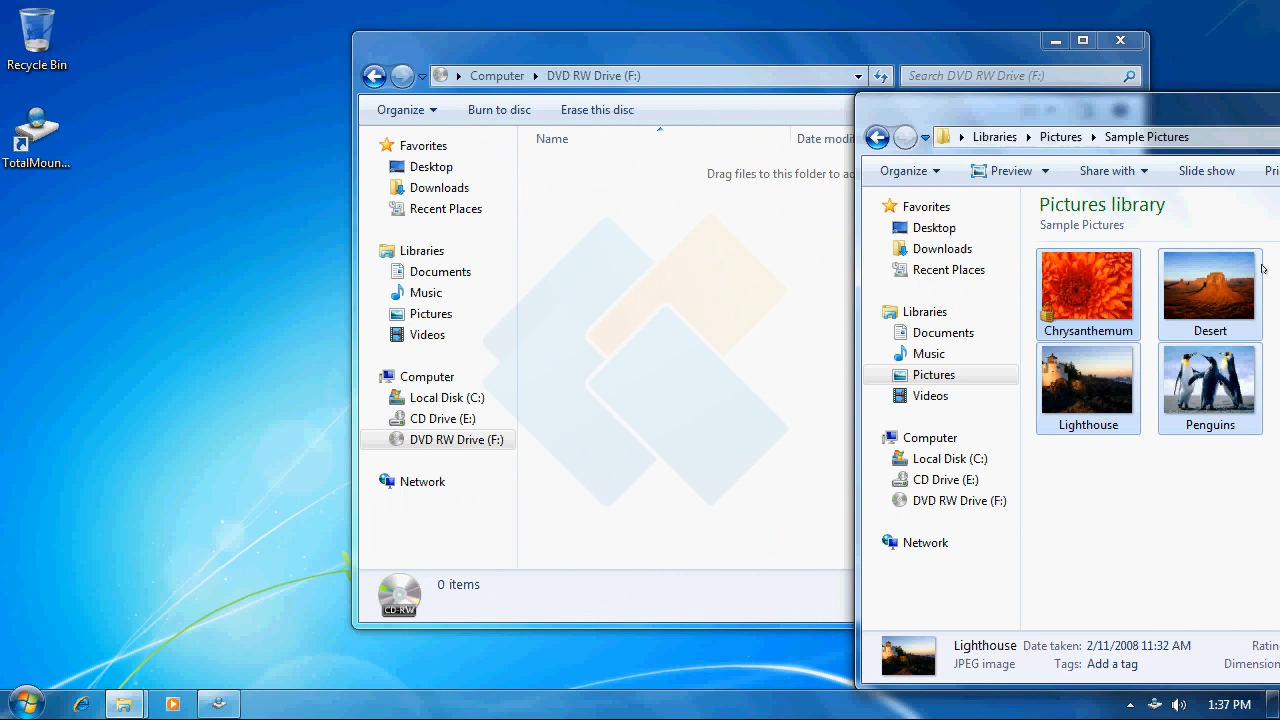 Recycle Bin
TotalMoun...
Computer DVD RW Drive (F:)
Search DVD RW Drive (F:)
Organize Burn to disc Erase this disc
Name Date modi
Drag files to this folder to ad
Favorites
Desktop
Downloads
Recent Places
Libraries
Documents
Music
Pictures
Videos
Computer
Local Disk (C:)
CD Drive (E:)
DVD RW Drive (F:)
Network
CD-RW
0 items
Libraries Pictures Sample Pictures
Organize Preview Share with Slide show Pri
Favorites
Desktop
Downloads
Recent Places
Libraries
Documents
Music
Pictures
Videos
Computer
Local Disk (C:)
CD Drive (E:)
DVD RW Drive (F:)
Network
Pictures library
Sample Pictures
Chrysanthemum
Desert
Lighthouse
Penguins
Lighthouse Date taken: 2/11/2008 11:32 AM Ratin
JPEG image Tags: Add a tag Dimension
1:37 PM